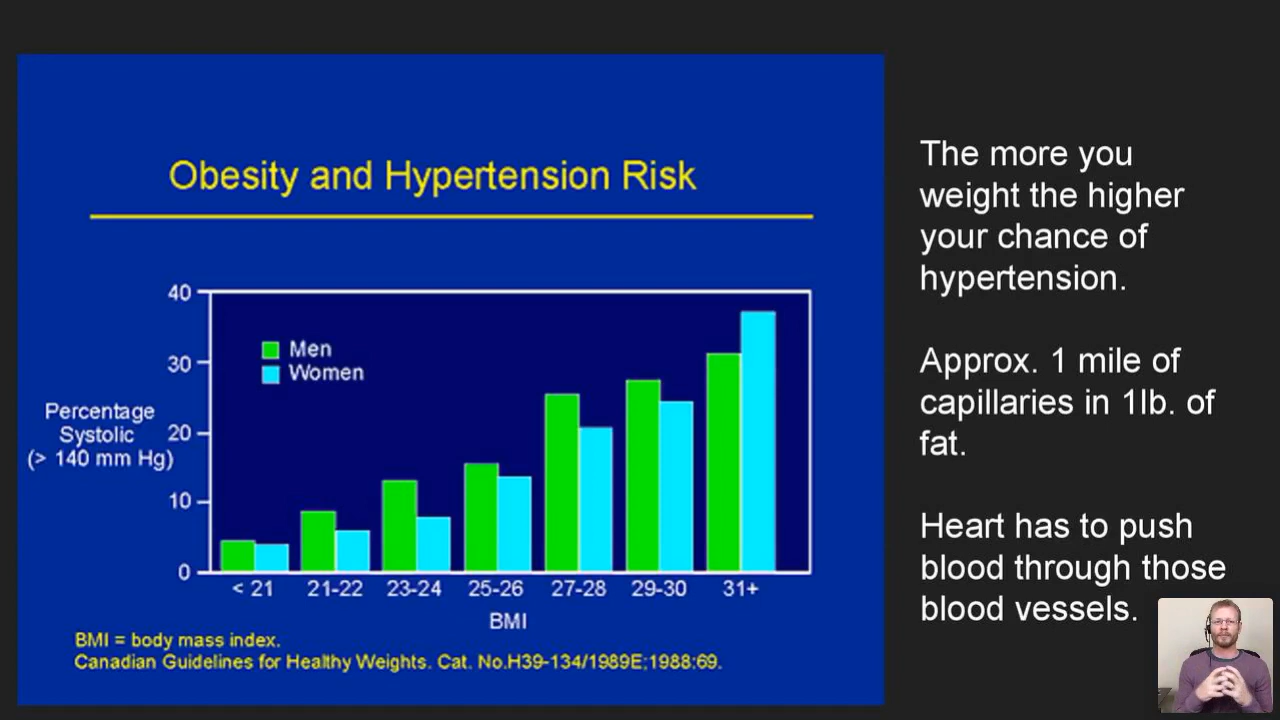 Obesity and Hypertension Risk
40
30
20
10
0
Men
Women
Percentage
Systolic
(> 140 mm Hg)
< 21
21-22
23-24
25-26
27-28
29-30
31+
BMI
BMI = body mass index.
Canadian Guidelines for Healthy Weights. Cat. No.H39-134/1989E;1988:69.
The more you
weight the higher
your chance of
hypertension.
Approx. 1 mile of
capillaries in 1lb. of
fat.
Heart has to push
blood through those
blood vessels.